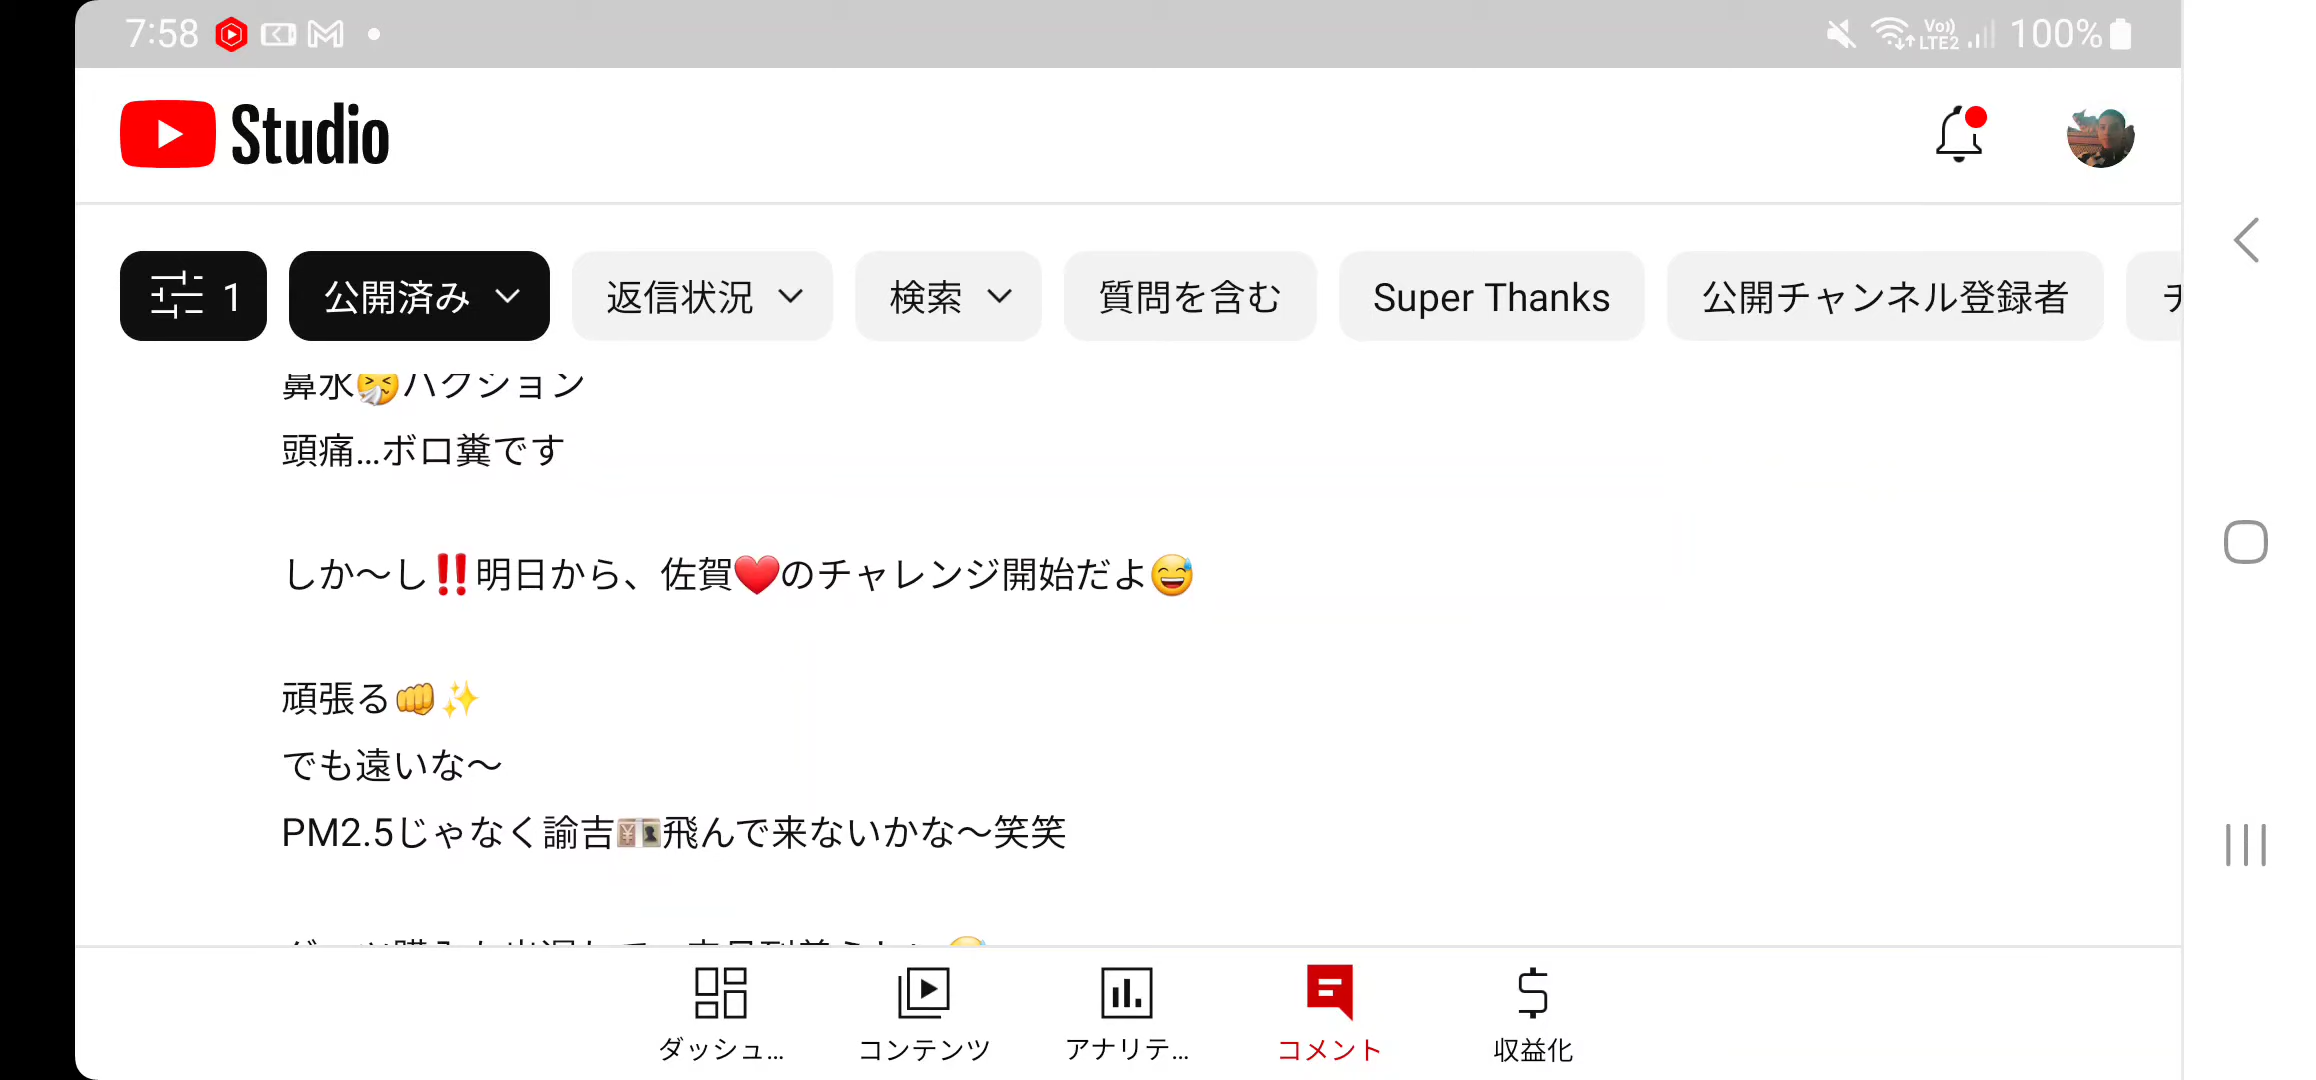 7:58
Vo))
LTE2
100%
Studio
1
公開済み
返信状況
検索
質問を含む
Super Thanks
公開チャンネル登録者
鼻水🤧ハクション
頭痛...ボロ糞です
しか〜し‼️明日から、佐賀❤️のチャレンジ開始だよ😅
頑張る👊✨
でも遠いな〜
PM2.5じゃなく諭吉💴飛んで来ないかな〜笑笑
ダッシュ...
コンテンツ
アナリテ...
コメント
収益化